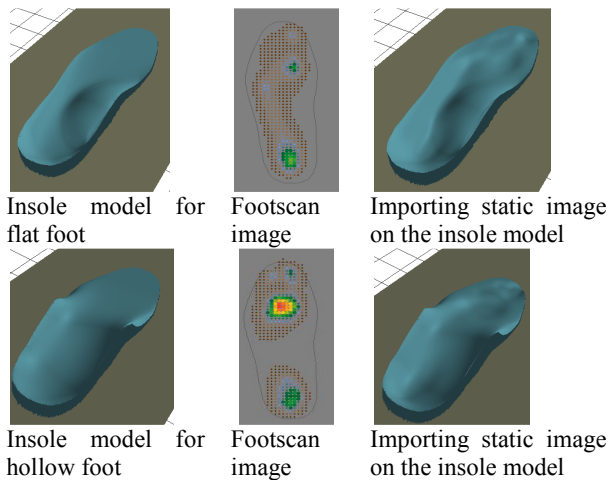 Insole model for
flat foot
Footscan
image
Importing static image
on the insole model
Insole model for
hollow foot
Footscan
image
Importing static image
on the insole model